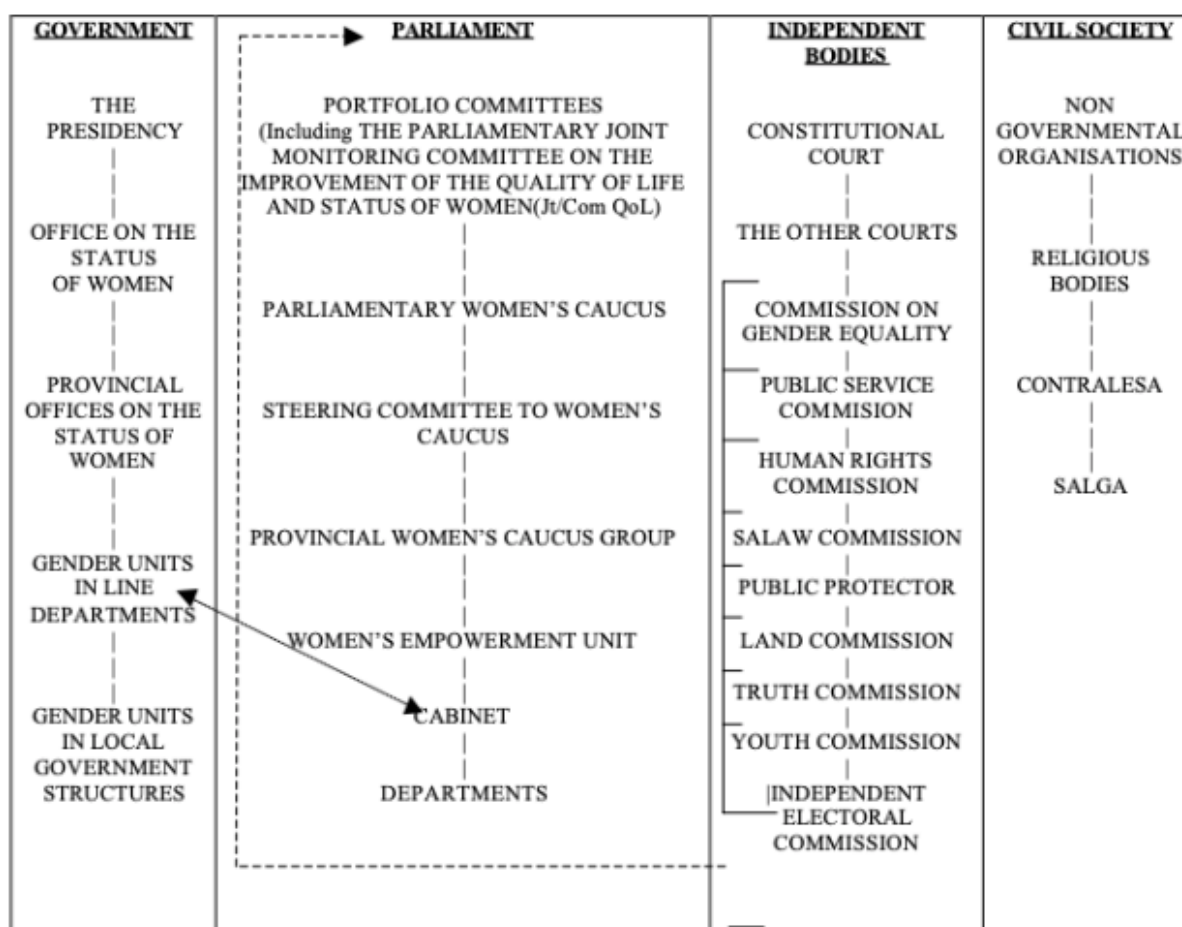 GOVERNMENT
THE
PRESIDENCY
OFFICE ON THE
STATUS
OF WOMEN
PROVINCIAL
OFFICES ON THE
STATUS OF
WOMEN
GENDER UNITS
IN LINE
DEPARTMENTS
GENDER UNITS
IN LOCAL
GOVERNMENT
STRUCTURES
PARLIAMENT
PORTFOLIO COMMITTEES
(Including THE PARLIAMENTARY JOINT
MONITORING COMMITTEE ON THE
IMPROVEMENT OF THE QUALITY OF LIFE
AND STATUS OF WOMEN(Jt/Com QoL)
PARLIAMENTARY WOMEN’S CAUCUS
STEERING COMMITTEE TO WOMEN’S
CAUCUS
PROVINCIAL WOMEN’S CAUCUS GROUP
WOMEN’S EMPOWERMENT UNIT
CABINET
DEPARTMENTS
INDEPENDENT
BODIES
CONSTITUTIONAL
COURT
THE OTHER COURTS
COMMISSION ON
GENDER EQUALITY
PUBLIC SERVICE
COMMISION
HUMAN RIGHTS
COMMISSION
SALAW COMMISSION
PUBLIC PROTECTOR
LAND COMMISSION
TRUTH COMMISSION
YOUTH COMMISSION
|INDEPENDENT
ELECTORAL
COMMISSION
CIVIL SOCIETY
NON
GOVERNMENTAL
ORGANISATIONS
RELIGIOUS
BODIES
CONTRALESA
SALGA